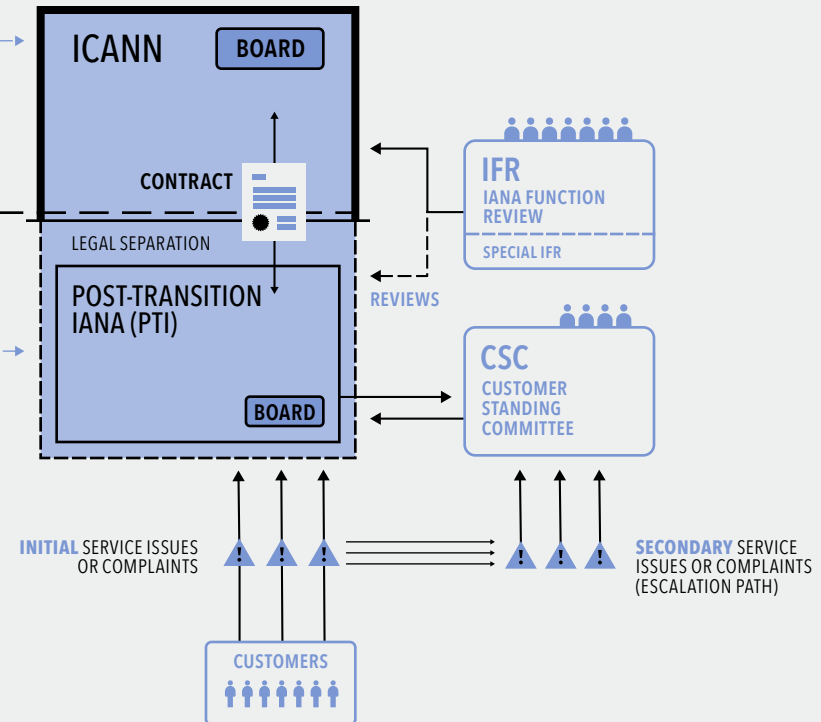 ICANN
BOARD
CONTRACT
LEGAL SEPARATION
POST-TRANSITION
IANA (PTI)
BOARD
IFR
IANA FUNCTION
REVIEW
SPECIAL IFR
REVIEWS
CSC
CUSTOMER
STANDING
COMMITTEE
INITIAL SERVICE ISSUES
OR COMPLAINTS
!
!
!
!
!
!
SECONDARY SERVICE
ISSUES OR COMPLAINTS
(ESCALATION PATH)
CUSTOMERS